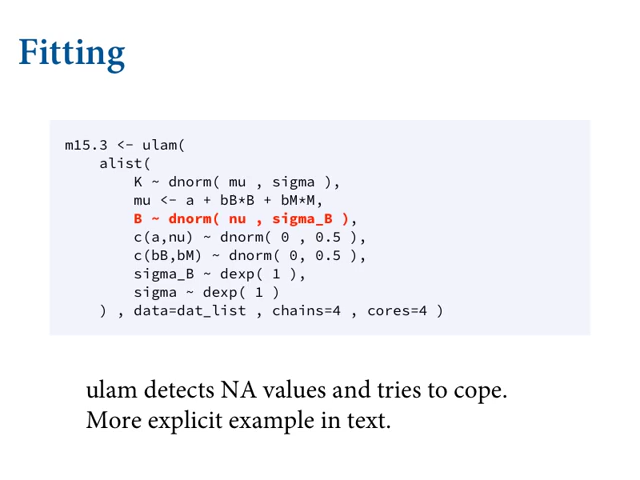 Fitting
m15.3 <- ulam(
    alist(
        K ~ dnorm( mu , sigma ),
        mu <- a + bB*B + bM*M,
        B ~ dnorm( nu , sigma_B ),
        c(a,nu) ~ dnorm( 0 , 0.5 ),
        c(bB,bM) ~ dnorm( 0, 0.5 ),
        sigma_B ~ dexp( 1 ),
        sigma ~ dexp( 1 )
    ) , data=dat_list , chains=4 , cores=4 )
ulam detects NA values and tries to cope.
More explicit example in text.